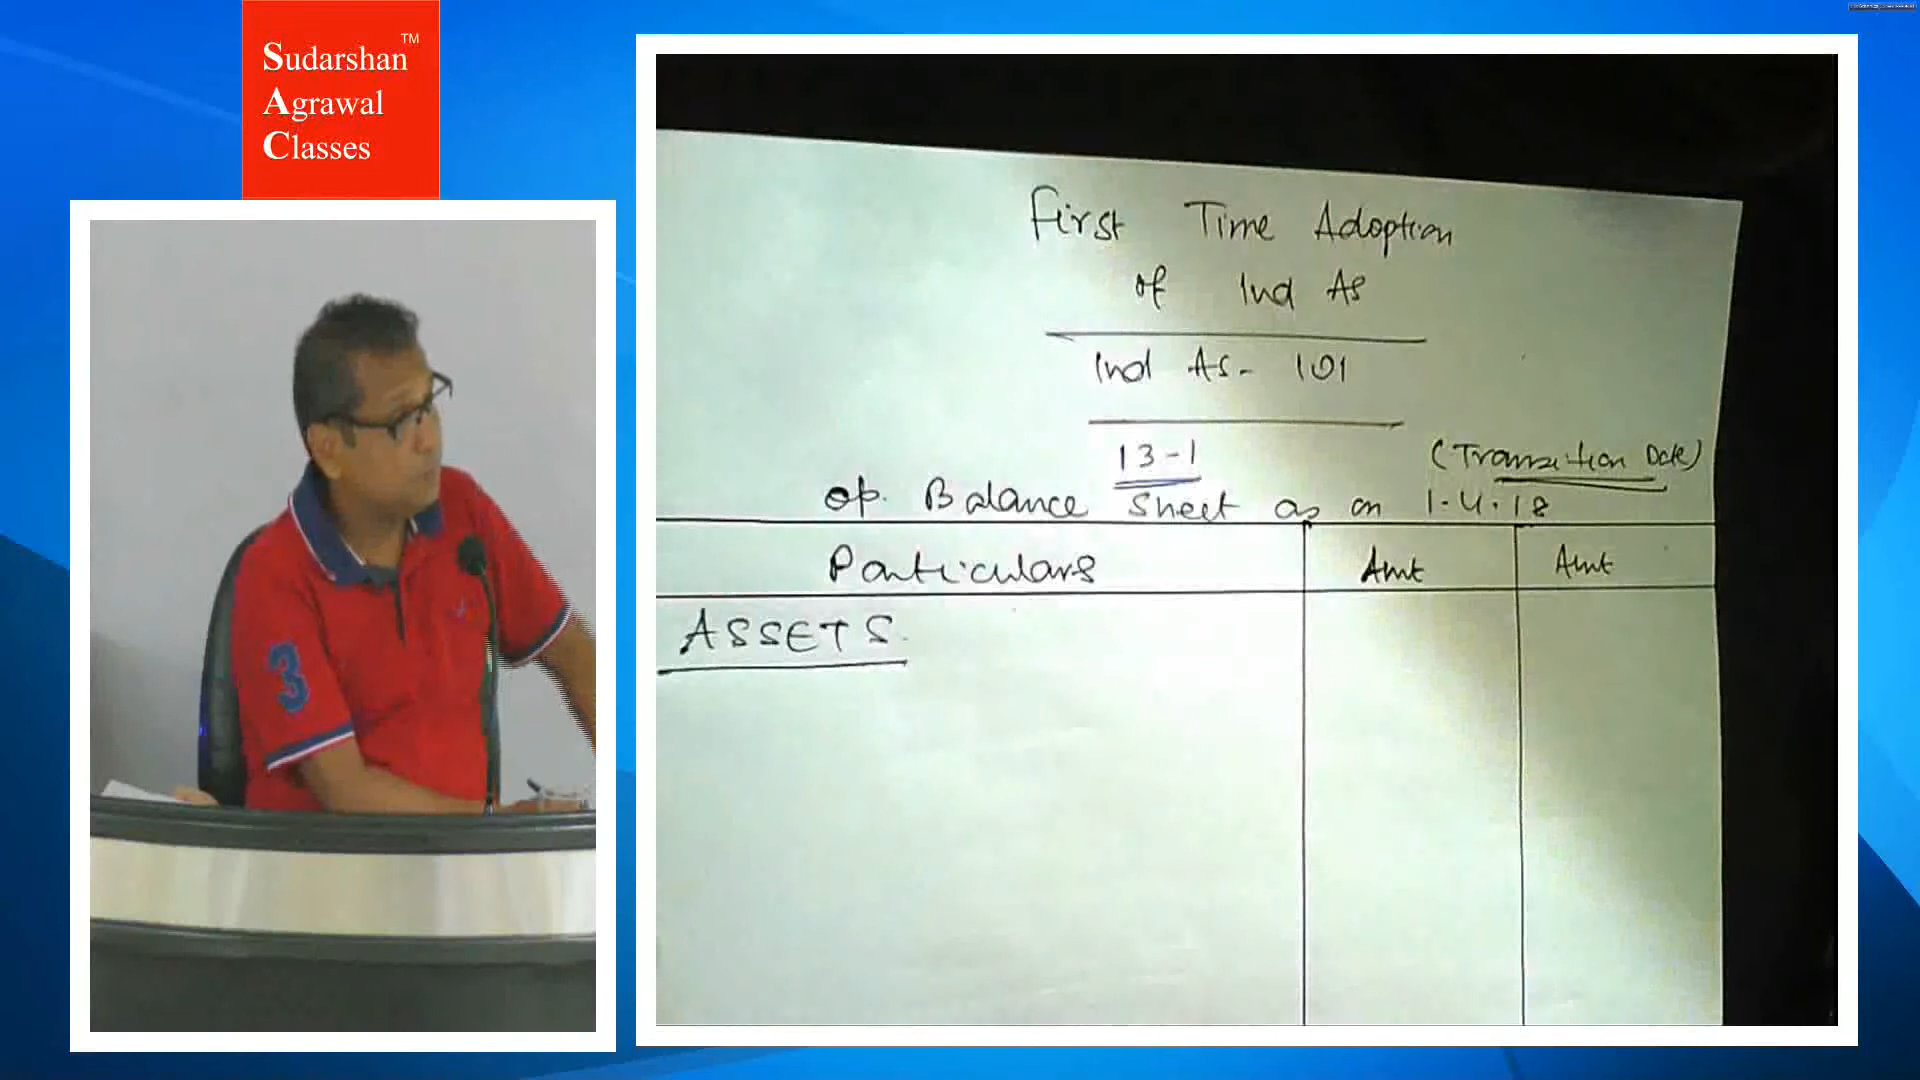 Sudarshan TM
Agrawal
Classes
First Time Adoption
of Ind AS
Ind AS - 101
13-1
(Transition Date)
op. Balance Sheet as on 1.4.18
Particulars Amt Amt
ASSETS.
3